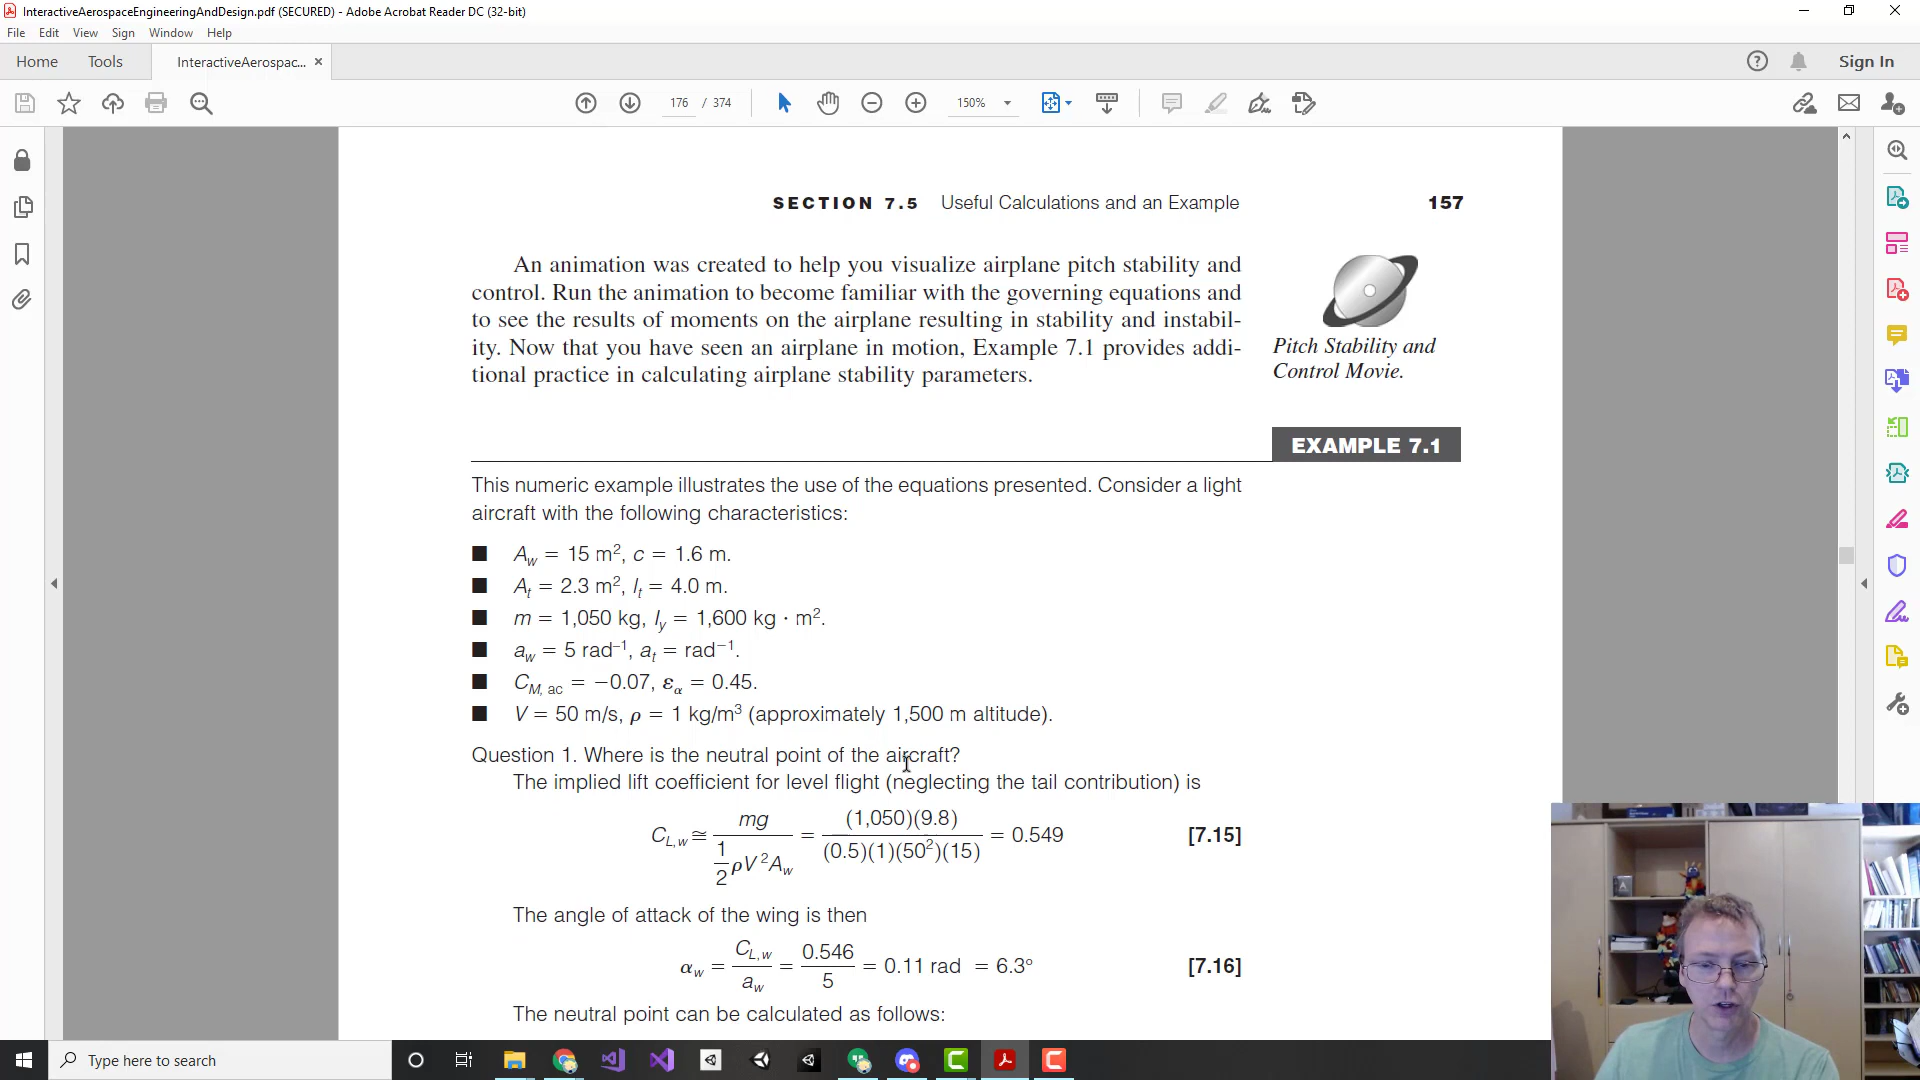 InteractiveAerospaceEngineeringAndDesign.pdf (SECURED) - Adobe Acrobat Reader DC (32-bit)
File Edit View Sign Window Help
Home Tools InteractiveAerospac... × Sign In
176 / 374 150%
SECTION 7.5 Useful Calculations and an Example 157
An animation was created to help you visualize airplane pitch stability and
control. Run the animation to become familiar with the governing equations and
to see the results of moments on the airplane resulting in stability and instabil-
ity. Now that you have seen an airplane in motion, Example 7.1 provides addi-
tional practice in calculating airplane stability parameters.
Pitch Stability and
Control Movie.
EXAMPLE 7.1
This numeric example illustrates the use of the equations presented. Consider a light
aircraft with the following characteristics:
■ A_w = 15 m², c = 1.6 m.
■ A_t = 2.3 m², l_t = 4.0 m.
■ m = 1,050 kg, I_y = 1,600 kg · m².
■ a_w = 5 rad⁻¹, a_t = rad⁻¹.
■ C_M, ac = −0.07, ε_α = 0.45.
■ V = 50 m/s, ρ = 1 kg/m³ (approximately 1,500 m altitude).
Question 1. Where is the neutral point of the aircraft?
The implied lift coefficient for level flight (neglecting the tail contribution) is
C_L,w ≅ mg / (1/2 ρV²A_w) = (1,050)(9.8) / (0.5)(1)(50²)(15) = 0.549 [7.15]
The angle of attack of the wing is then
α_w = C_L,w / a_w = 0.546 / 5 = 0.11 rad = 6.3° [7.16]
The neutral point can be calculated as follows:
Type here to search